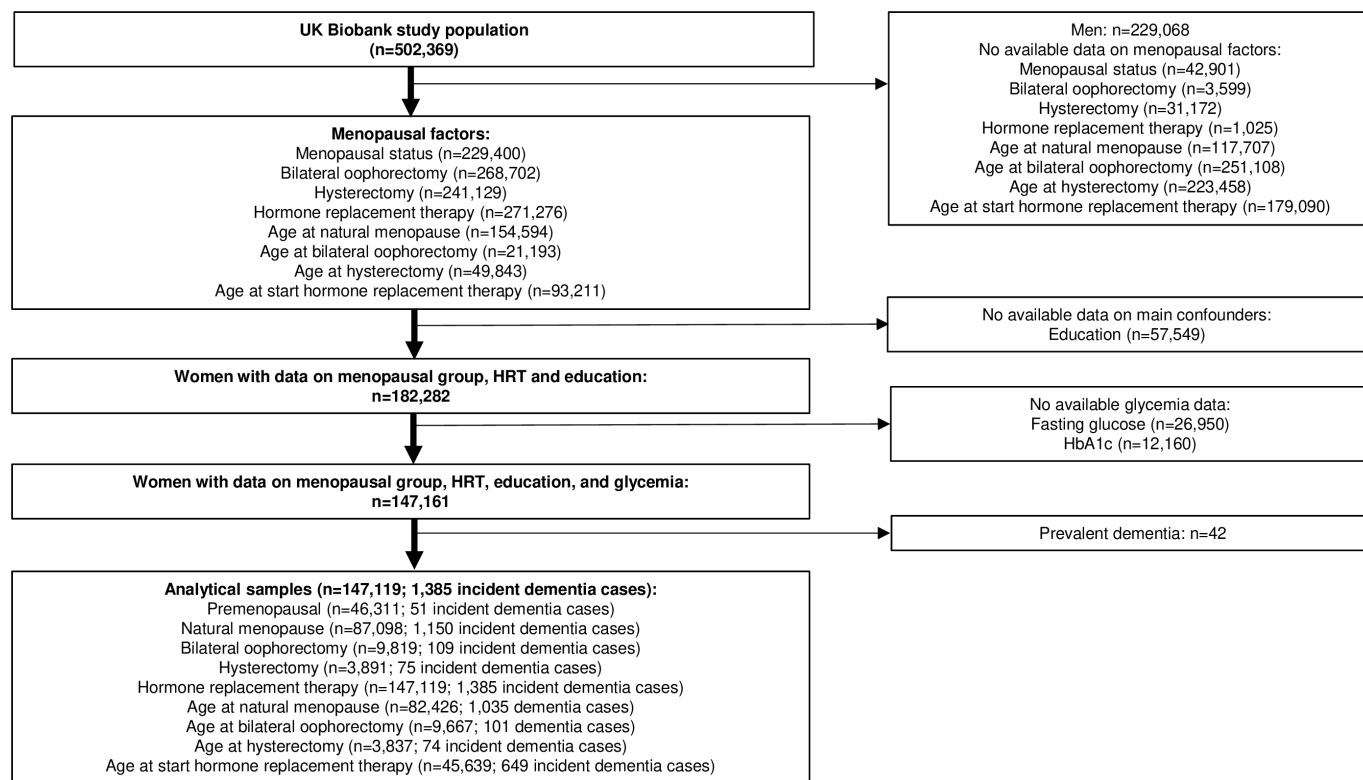 UK Biobank study population
(n=502,369)
Men: n=229,068
No available data on menopausal factors:
Menopausal status (n=42,901)
Bilateral oophorectomy (n=3,599)
Hysterectomy (n=31,172)
Hormone replacement therapy (n=1,025)
Age at natural menopause (n=117,707)
Age at bilateral oophorectomy (n=251,108)
Age at hysterectomy (n=223,458)
Age at start hormone replacement therapy (n=179,090)
Menopausal factors:
Menopausal status (n=229,400)
Bilateral oophorectomy (n=268,702)
Hysterectomy (n=241,129)
Hormone replacement therapy (n=271,276)
Age at natural menopause (n=154,594)
Age at bilateral oophorectomy (n=21,193)
Age at hysterectomy (n=49,843)
Age at start hormone replacement therapy (n=93,211)
No available data on main confounders:
Education (n=57,549)
Women with data on menopausal group, HRT and education:
n=182,282
No available glycemia data:
Fasting glucose (n=26,950)
HbA1c (n=12,160)
Women with data on menopausal group, HRT, education, and glycemia:
n=147,161
Prevalent dementia: n=42
Analytical samples (n=147,119; 1,385 incident dementia cases):
Premenopausal (n=46,311; 51 incident dementia cases)
Natural menopause (n=87,098; 1,150 incident dementia cases)
Bilateral oophorectomy (n=9,819; 109 incident dementia cases)
Hysterectomy (n=3,891; 75 incident dementia cases)
Hormone replacement therapy (n=147,119; 1,385 incident dementia cases)
Age at natural menopause (n=82,426; 1,035 dementia cases)
Age at bilateral oophorectomy (n=9,667; 101 dementia cases)
Age at hysterectomy (n=3,837; 74 incident dementia cases)
Age at start hormone replacement therapy (n=45,639; 649 incident dementia cases)